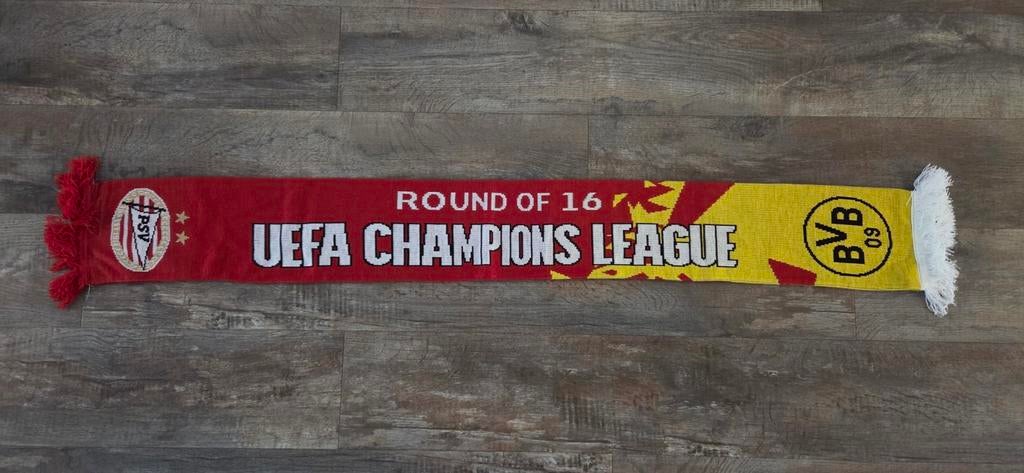 PSV
ROUND OF 16
UEFA CHAMPIONS LEAGUE
BVB
09